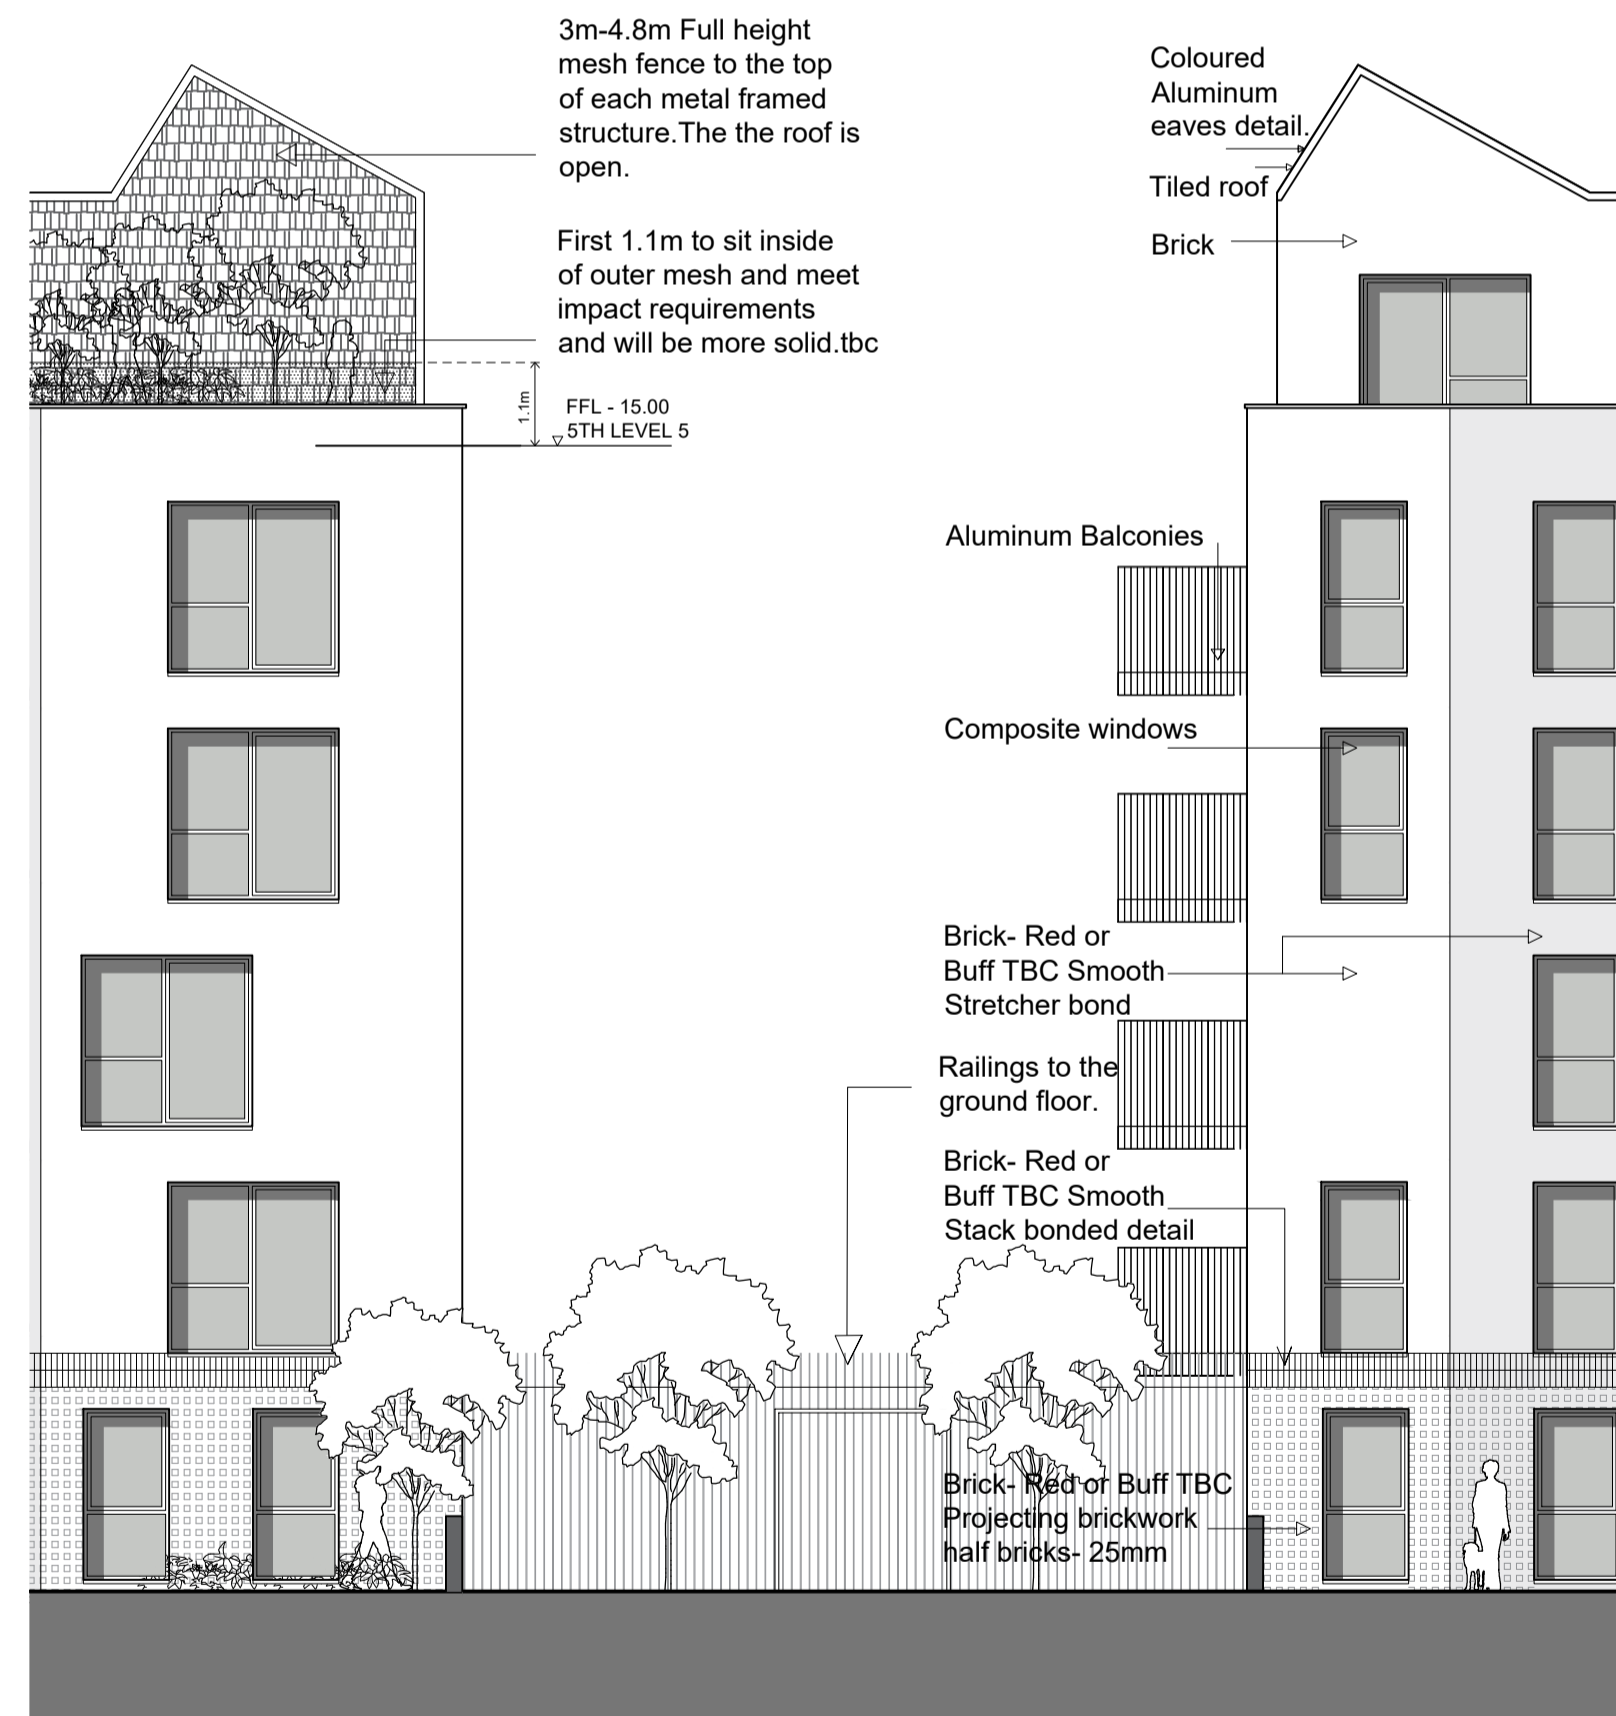 3m-4.8m Full height
mesh fence to the top
of each metal framed
structure.The the roof is
open.
First 1.1m to sit inside
of outer mesh and meet
impact requirements
and will be more solid.tbc
1.1m
FFL - 15.00
5TH LEVEL 5
Coloured
Aluminum
eaves detail.
Tiled roof
Brick
Aluminum Balconies
Composite windows
Brick- Red or
Buff TBC Smooth
Stretcher bond
Railings to the
ground floor.
Brick- Red or
Buff TBC Smooth
Stack bonded detail
Brick- Red or Buff TBC
Projecting brickwork
half bricks- 25mm